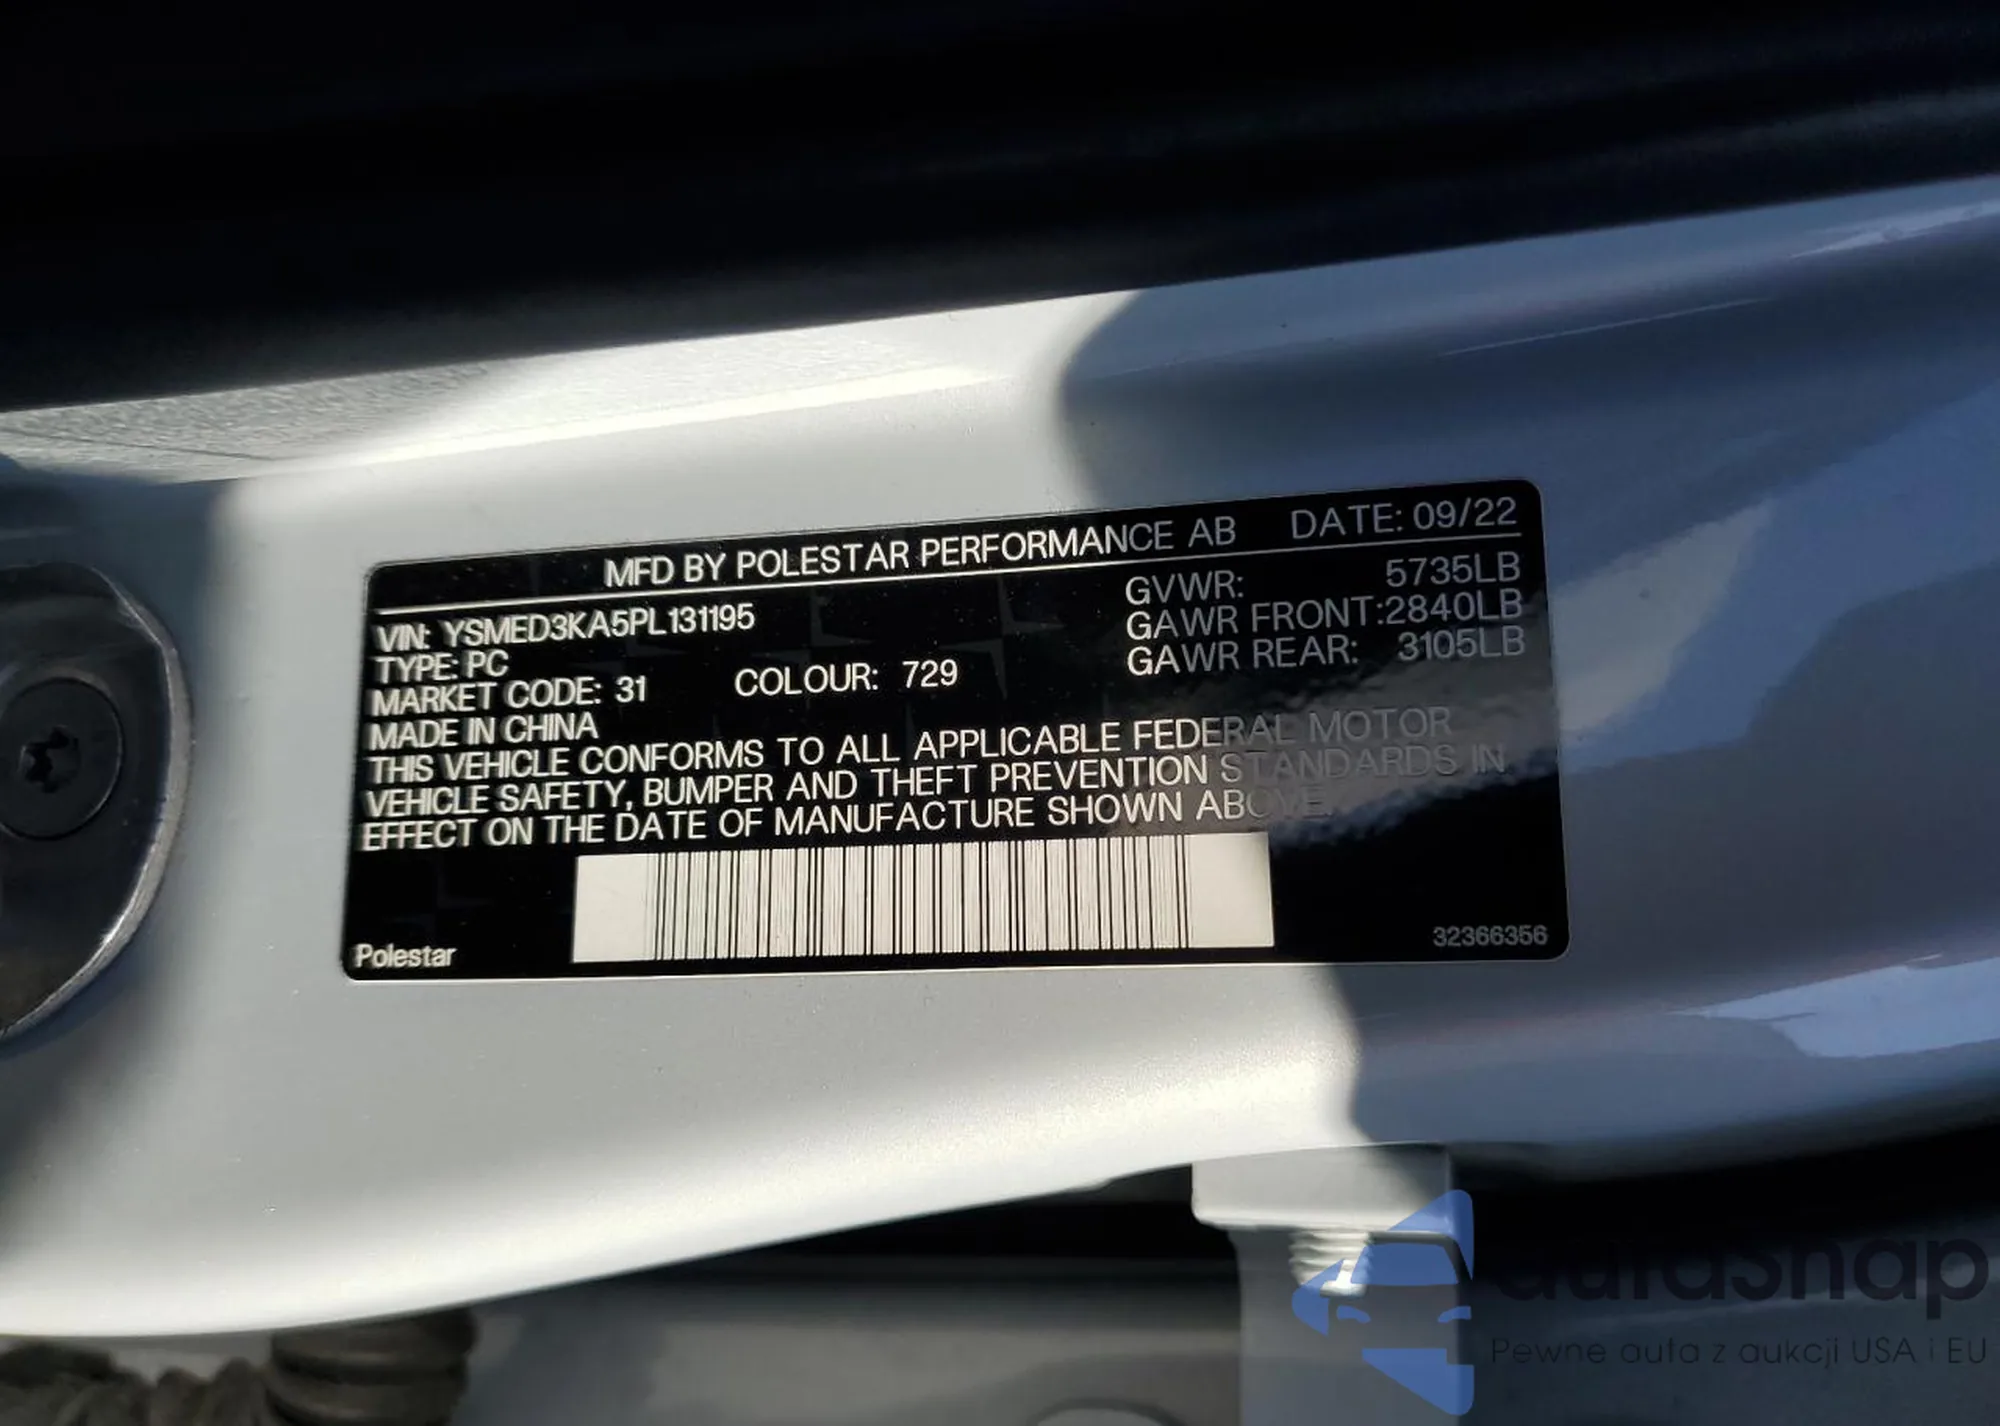 MFD BY POLESTAR PERFORMANCE AB DATE: 09/22
VIN: YSMED3KA5PL131195
GVWR: 5735LB
TYPE: PC
GAWR FRONT:2840LB
MARKET CODE: 31 COLOUR: 729
GAWR REAR: 3105LB
MADE IN CHINA
THIS VEHICLE CONFORMS TO ALL APPLICABLE FEDERAL MOTOR
VEHICLE SAFETY, BUMPER AND THEFT PREVENTION STANDARDS IN
EFFECT ON THE DATE OF MANUFACTURE SHOWN ABOVE.
Polestar
32366356
aurasnap
Pewne auta z aukcji USA i EU